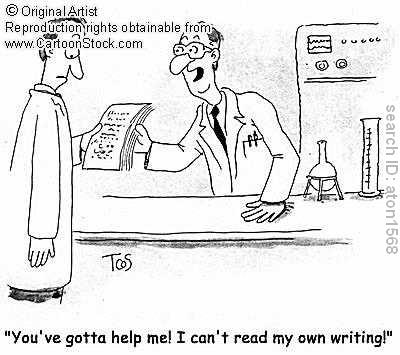 © Original Artist
Reproduction rights obtainable from
www.CartoonStock.com
search ID: aton1568
TOOS
"You've gotta help me! I can't read my own writing!"